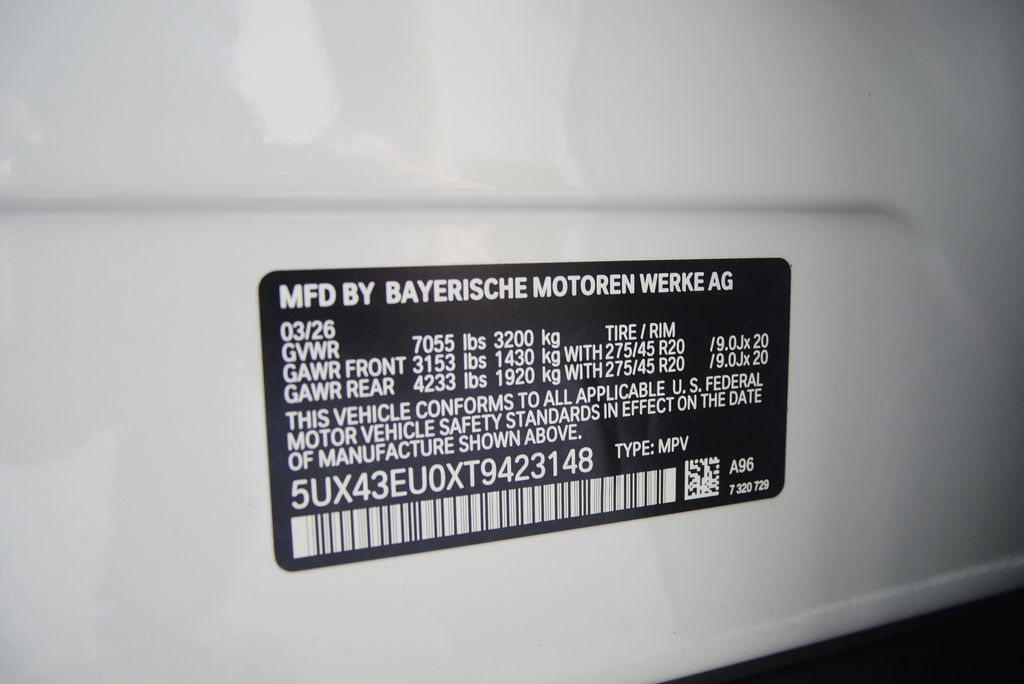 MFD BY BAYERISCHE MOTOREN WERKE AG
03/26 TIRE / RIM
GVWR 7055 lbs 3200 kg WITH 275/45 R20 /9.0Jx 20
GAWR FRONT 3153 lbs 1430 kg WITH 275/45 R20 /9.0Jx 20
GAWR REAR 4233 lbs 1920 kg
THIS VEHICLE CONFORMS TO ALL APPLICABLE U. S. FEDERAL
MOTOR VEHICLE SAFETY STANDARDS IN EFFECT ON THE DATE
OF MANUFACTURE SHOWN ABOVE.
TYPE: MPV
5UX43EU0XT9423148
A96
7 320 729